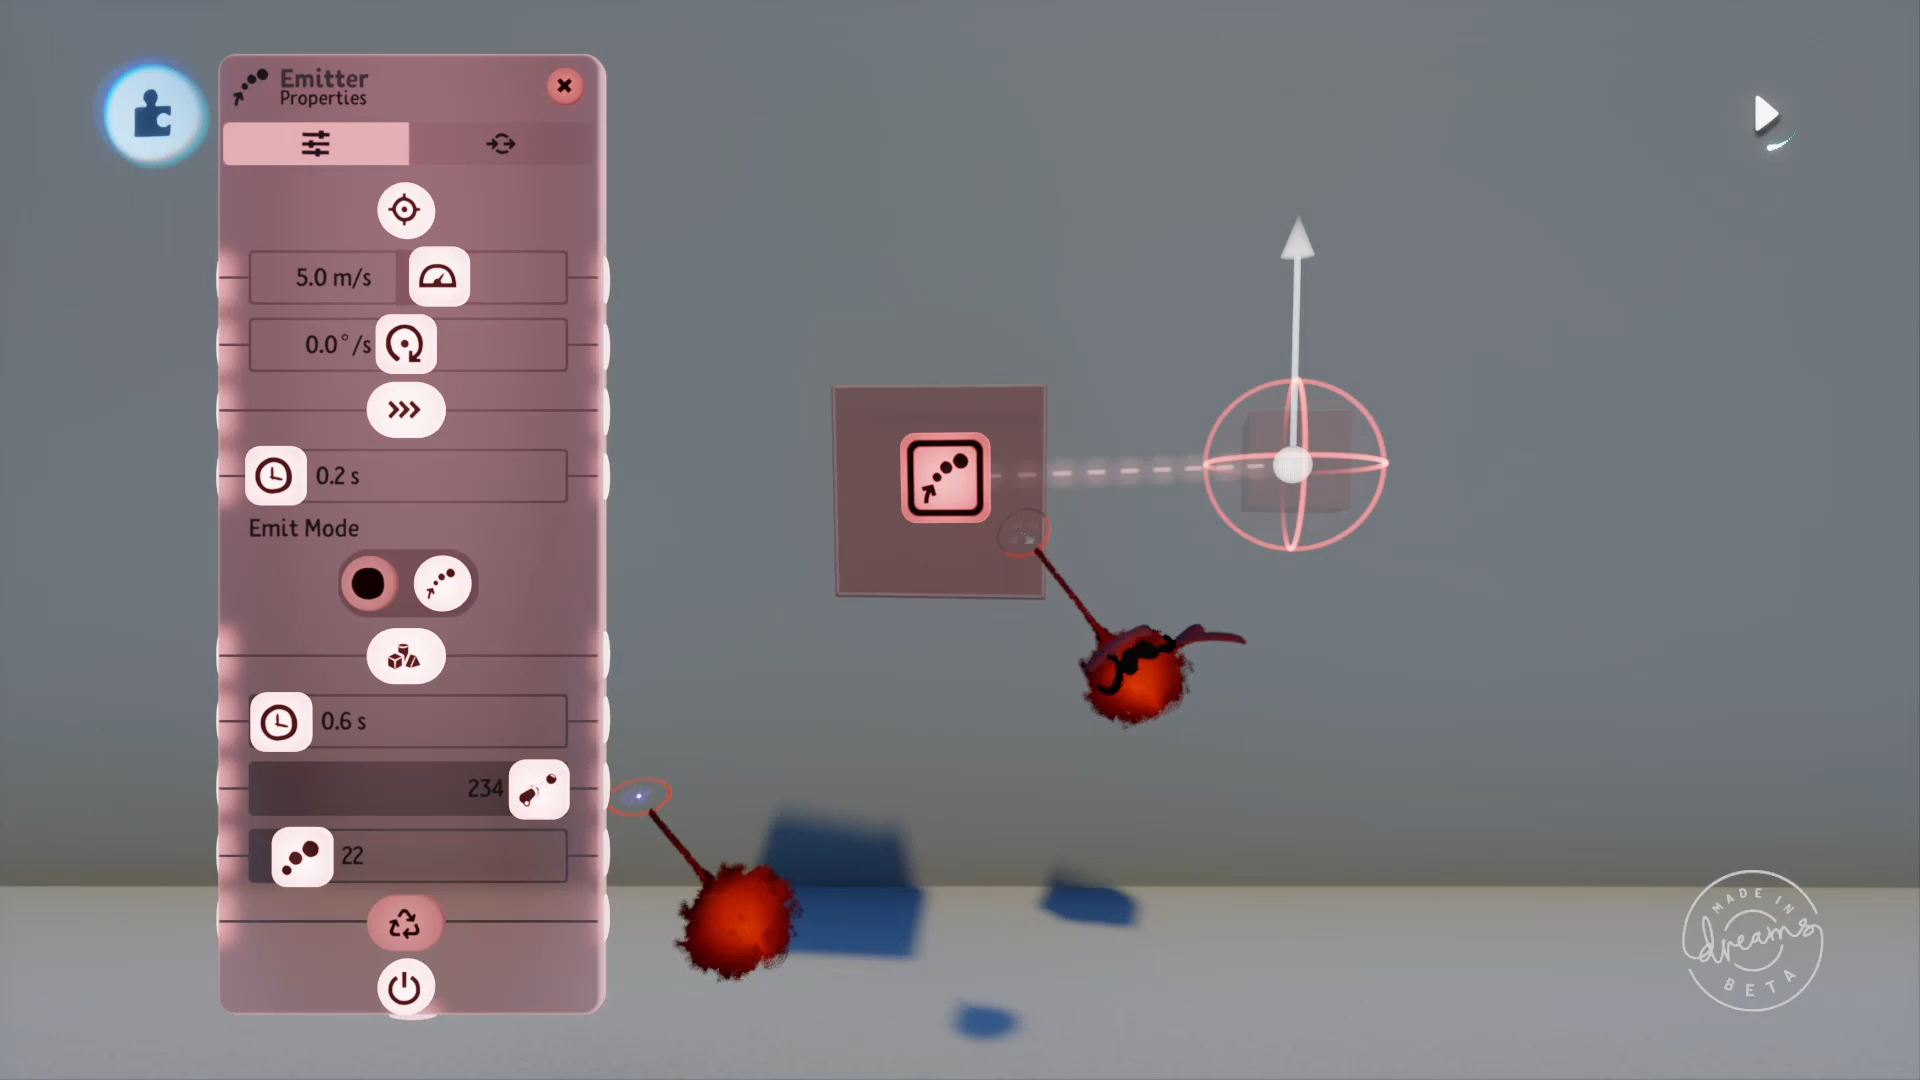 Emitter
Properties
5.0 m/s
0.0°/s
0.2 s
Emit Mode
0.6 s
234
22
MADE IN
dreams
BETA